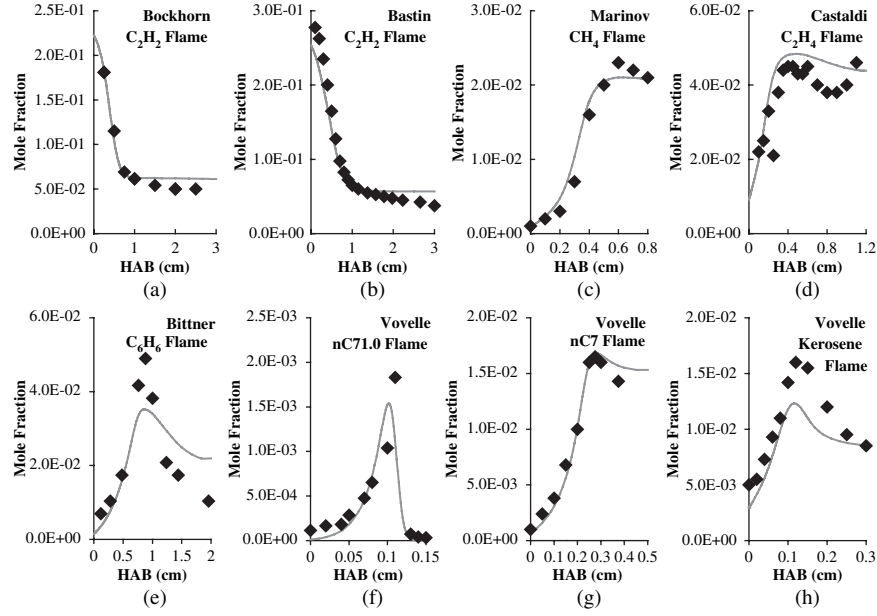 Bockhorn
C2H2 Flame
2.5E-01
2.0E-01
1.5E-01
1.0E-01
5.0E-02
0.0E+00
Mole Fraction
0 1 2 3
HAB (cm)
(a)
Bastin
C2H2 Flame
3.0E-01
2.0E-01
1.0E-01
0.0E+00
Mole Fraction
0 1 2 3
HAB (cm)
(b)
Marinov
CH4 Flame
3.0E-02
2.0E-02
1.0E-02
0.0E+00
Mole Fraction
0.0 0.2 0.4 0.6 0.8
HAB (cm)
(c)
Castaldi
C2H4 Flame
6.0E-02
4.0E-02
2.0E-02
0.0E+00
Mole Fraction
0 0.4 0.8 1.2
HAB (cm)
(d)
Bittner
C6H6 Flame
6.0E-02
4.0E-02
2.0E-02
0.0E+00
Mole Fraction
0 0.5 1 1.5 2
HAB (cm)
(e)
Vovelle
nC71.0 Flame
2.5E-03
2.0E-03
1.5E-03
1.0E-03
5.0E-04
0.0E+00
Mole Fraction
0.00 0.05 0.10 0.15
HAB (cm)
(f)
Vovelle
nC7 Flame
2.0E-02
1.5E-02
1.0E-02
5.0E-03
0.0E+00
Mole Fraction
0.0 0.1 0.2 0.3 0.4 0.5
HAB (cm)
(g)
Vovelle
Kerosene
Flame
2.0E-02
1.5E-02
1.0E-02
5.0E-03
0.0E+00
Mole Fraction
0 0.1 0.2 0.3
HAB (cm)
(h)